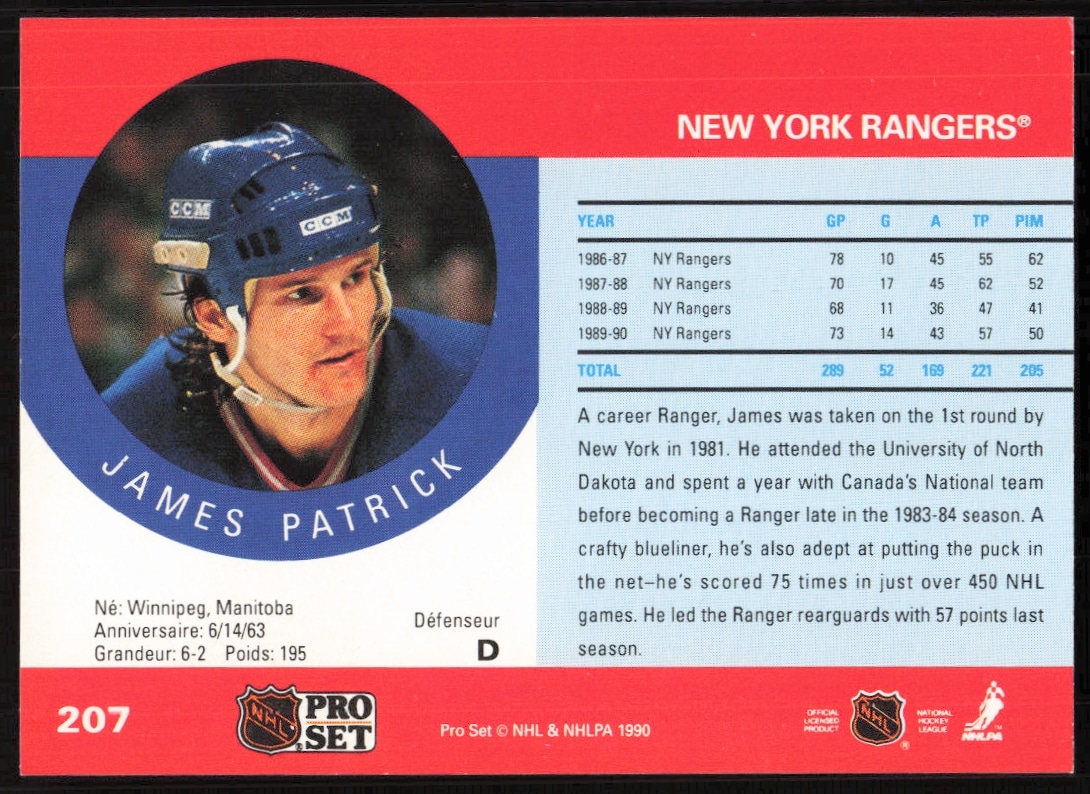 NEW YORK RANGERS®
CCM
CCM
JAMES PATRICK
Né: Winnipeg, Manitoba
Anniversaire: 6/14/63
Grandeur: 6-2 Poids: 195
Défenseur
D
YEAR GP G A TP PIM
1986-87 NY Rangers 78 10 45 55 62
1987-88 NY Rangers 70 17 45 62 52
1988-89 NY Rangers 68 11 36 47 41
1989-90 NY Rangers 73 14 43 57 50
TOTAL 289 52 169 221 205
A career Ranger, James was taken on the 1st round by
New York in 1981. He attended the University of North
Dakota and spent a year with Canada's National team
before becoming a Ranger late in the 1983-84 season. A
crafty blueliner, he's also adept at putting the puck in
the net–he's scored 75 times in just over 450 NHL
games. He led the Ranger rearguards with 57 points last
season.
207
NHL
PRO
SET
Pro Set © NHL & NHLPA 1990
OFFICIAL
LICENSED
PRODUCT
NHL
®
NATIONAL
HOCKEY
LEAGUE
TM
NHLPA